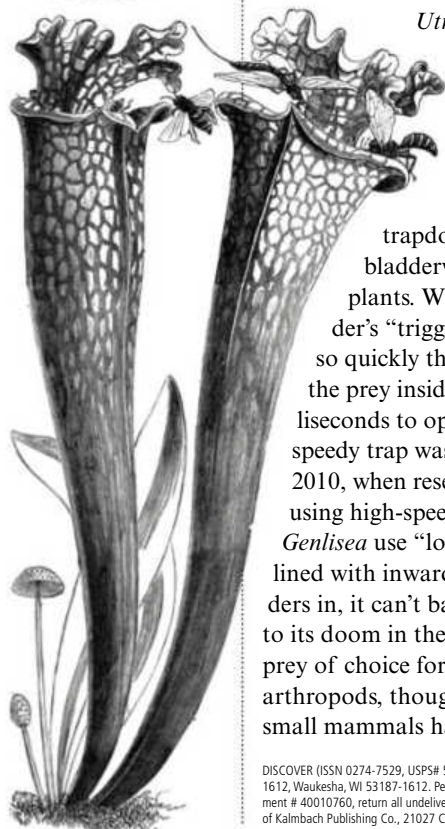 Utr
trapdo
bladderw
plants. W
der's “trigg
so quickly th
the prey insid
liseconds to op
speedy trap was
2010, when rese
using high-speed
Genlisea use “lo
lined with inward
ders in, it can't ba
to its doom in the
prey of choice for
arthropods, thoug
small mammals ha
DISCOVER (ISSN 0274-7529, USPS# 5
1612, Waukesha, WI 53187-1612. Pe
ment # 40010760, return all undelive
of Kalmbach Publishing Co., 21027 C